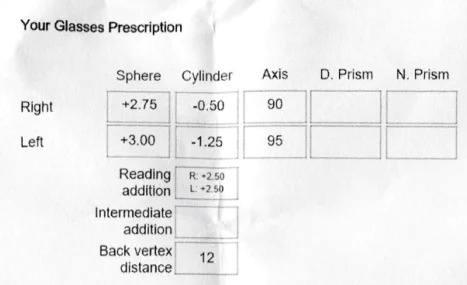 Your Glasses Prescription
Sphere Cylinder Axis D. Prism N. Prism
Right +2.75 -0.50 90
Left +3.00 -1.25 95
Reading addition R: +2.50 L: +2.50
Intermediate addition
Back vertex distance 12